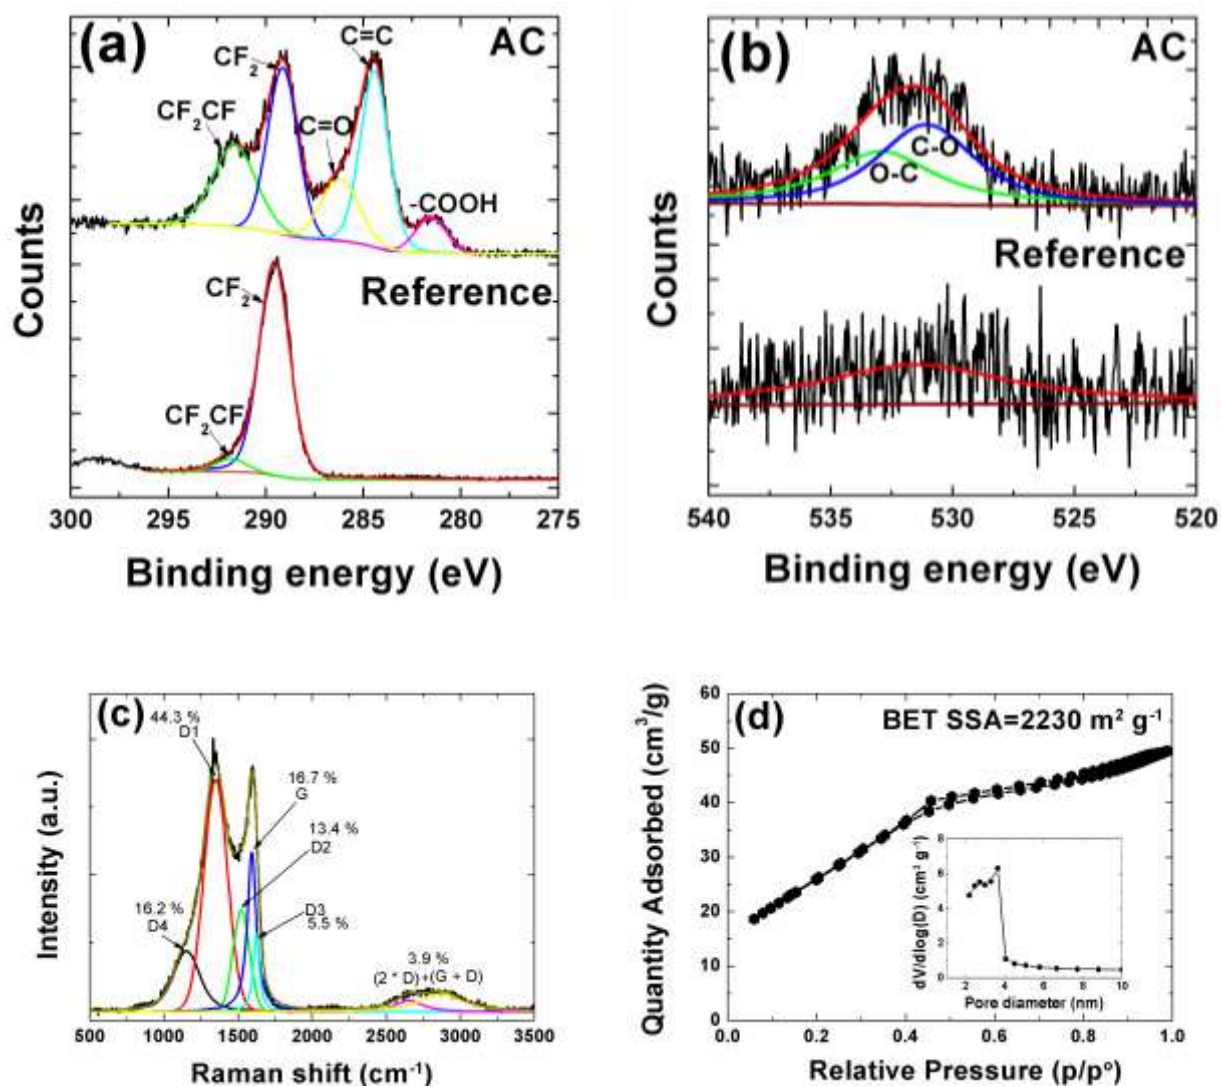 (a)
AC
C=C
CF2
CF2CF
C=O
-COOH
Reference
CF2
CF2CF
Counts
300 295 290 285 280 275
Binding energy (eV)
(b)
AC
C-O
O-C
Reference
Counts
540 535 530 525 520
Binding energy (eV)
(c)
44.3 %
D1
16.7 %
G
13.4 %
D2
D3
5.5%
16.2 %
D4
3.9 %
(2 * D)+(G + D)
Intensity (a.u.)
500 1000 1500 2000 2500 3000 3500
Raman shift (cm-1)
(d)
BET SSA=2230 m2 g-1
Quantity Adsorbed (cm3/g)
60
50
40
30
20
10
0
0.0 0.2 0.4 0.6 0.8 1.0
Relative Pressure (p/p°)
dV/dlog(D) (cm3 g-1)
8
6
4
2
0
2 4 6 8 10
Pore diameter (nm)